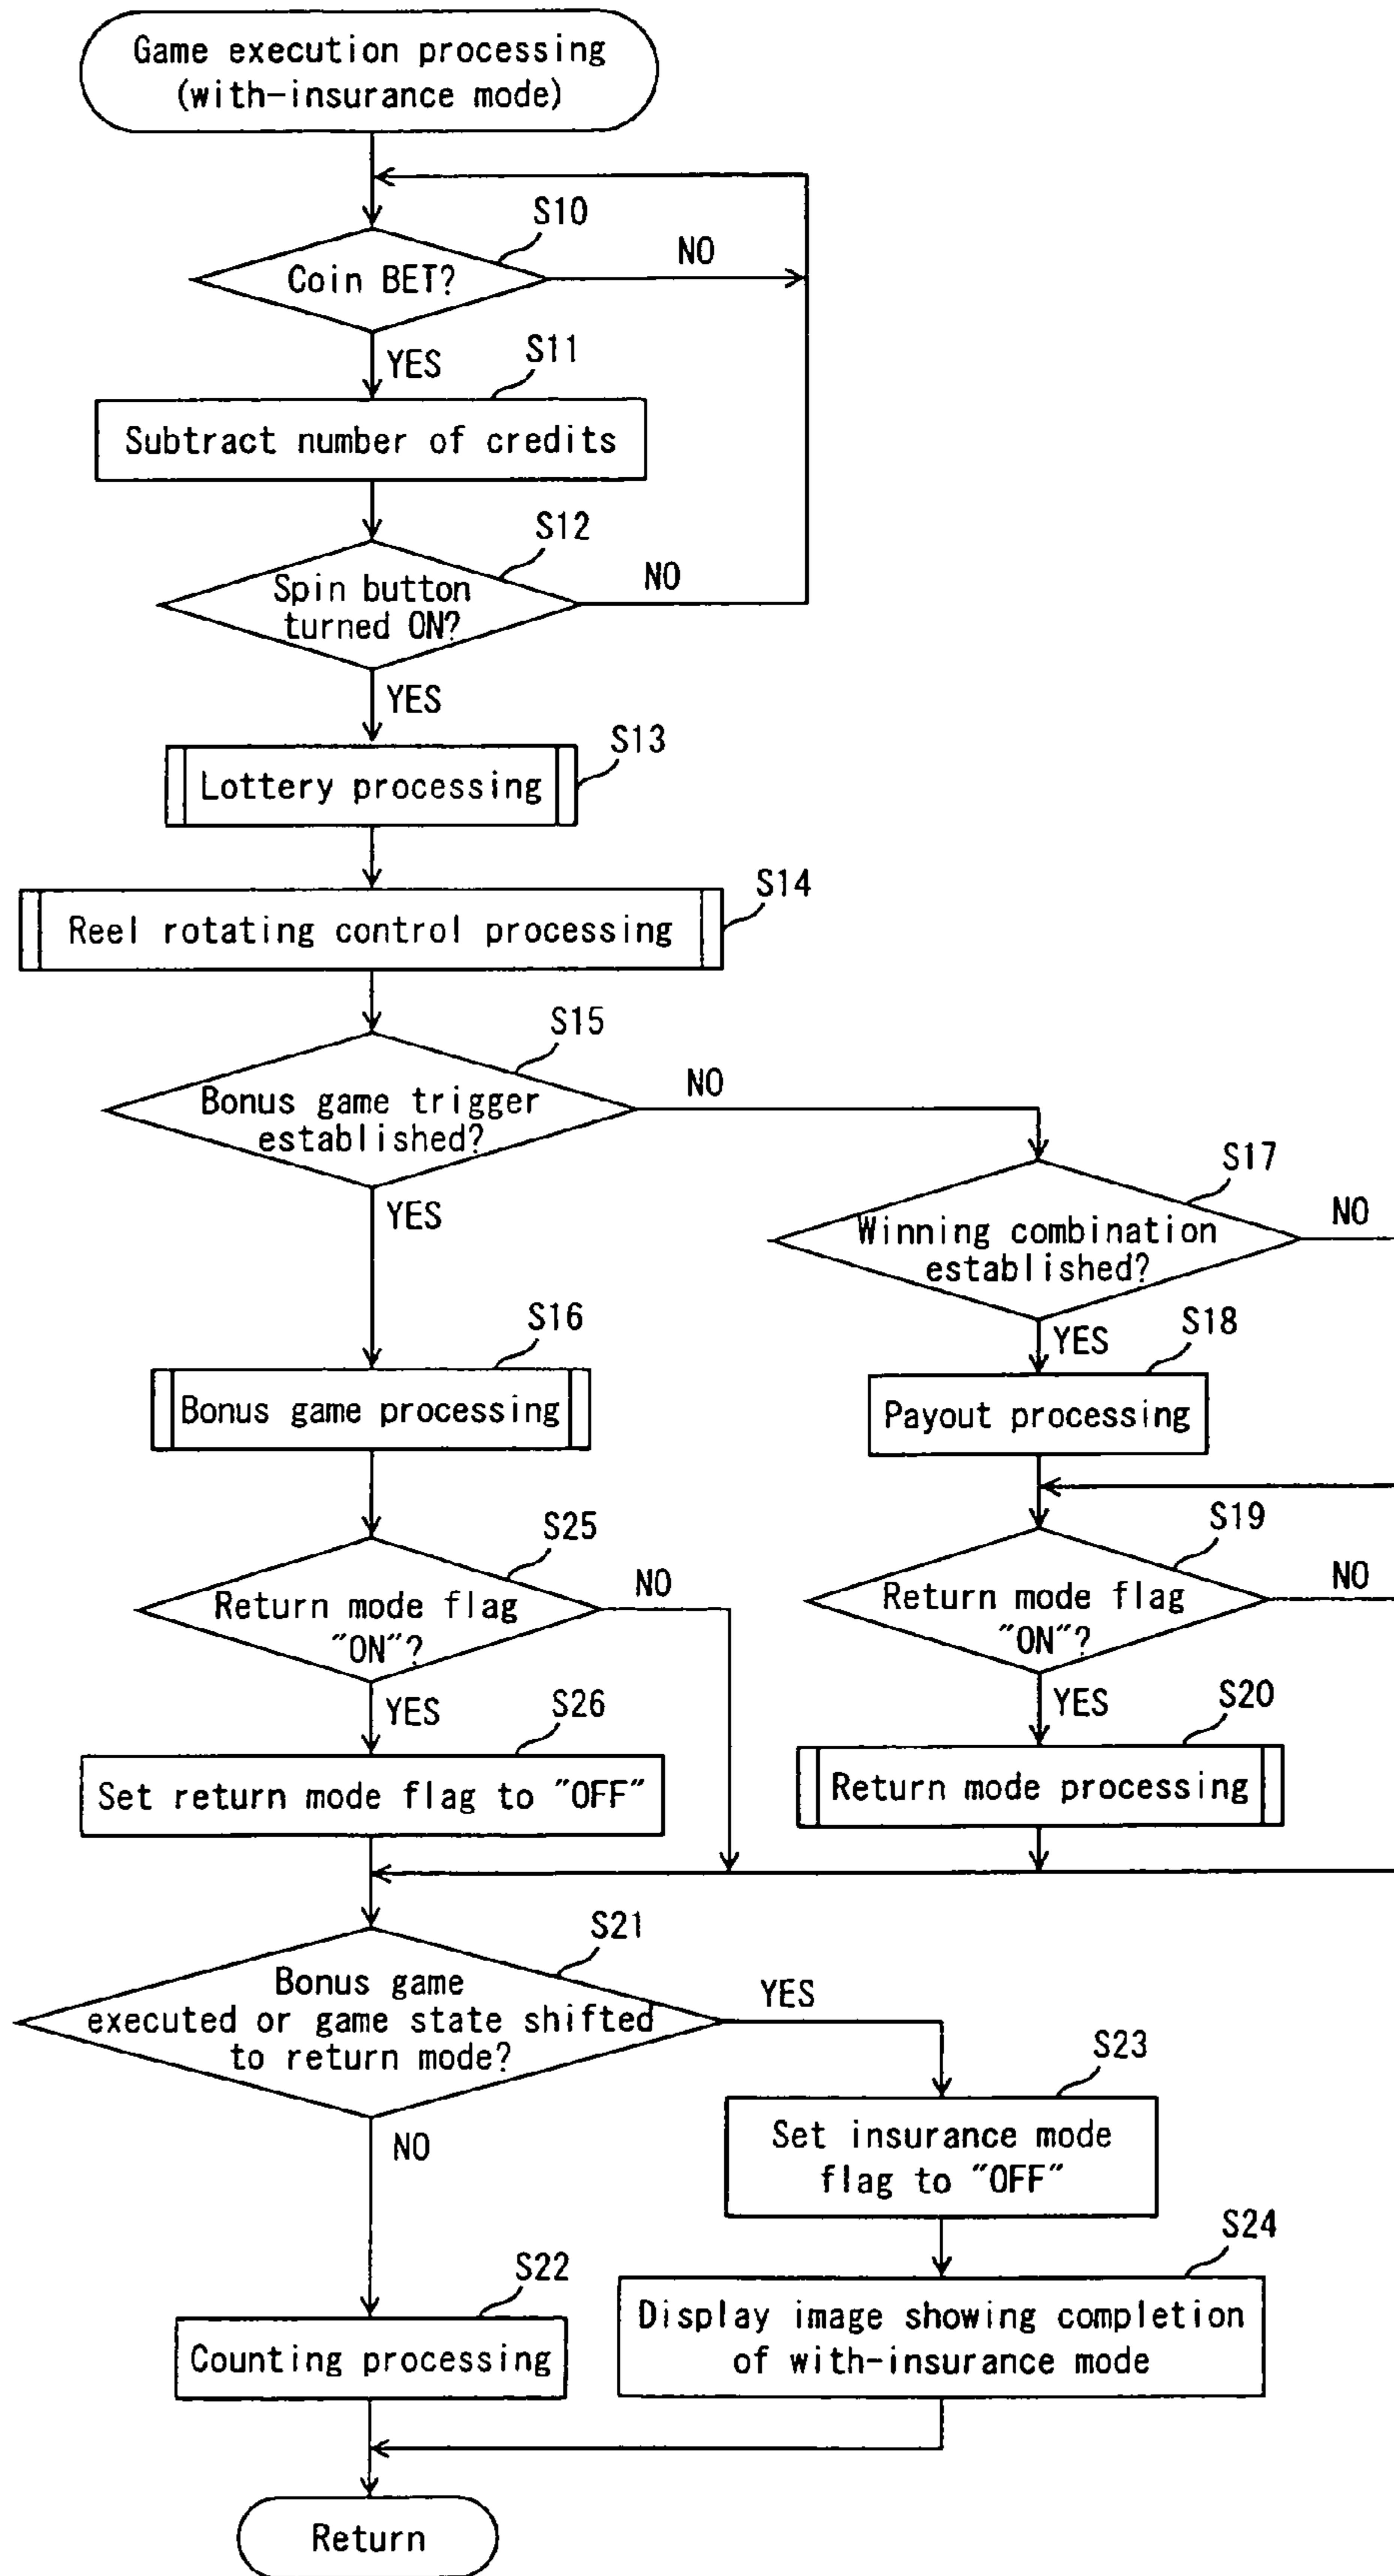 Game execution processing
(with-insurance mode)
S10
Coin BET?
NO
YES
S11
Subtract number of credits
S12
Spin button
turned ON?
NO
YES
S13
Lottery processing
S14
Reel rotating control processing
S15
Bonus game trigger
established?
NO
YES
S17
Winning combination
established?
NO
YES
S16
Bonus game processing
S18
Payout processing
S25
Return mode flag
"ON"?
NO
YES
S19
Return mode flag
"ON"?
NO
YES
S26
Set return mode flag to "OFF"
S20
Return mode processing
S21
Bonus game
executed or game state shifted
to return mode?
YES
NO
S23
Set insurance mode
flag to "OFF"
S24
Display image showing completion
of with-insurance mode
S22
Counting processing
Return